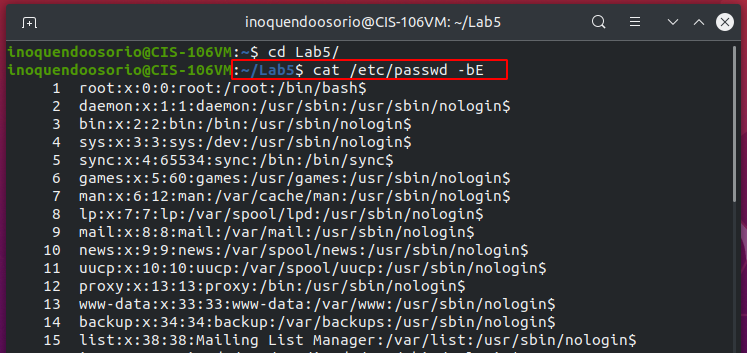 inoquendoosorio@CIS-106VM: ~/Lab5
inoquendoosorio@CIS-106VM:~$ cd Lab5/
inoquendoosorio@CIS-106VM:~/Lab5$ cat /etc/passwd -bE
1 root:x:0:0:root:/root:/bin/bash$
2 daemon:x:1:1:daemon:/usr/sbin:/usr/sbin/nologin$
3 bin:x:2:2:bin:/bin:/usr/sbin/nologin$
4 sys:x:3:3:sys:/dev:/usr/sbin/nologin$
5 sync:x:4:65534:sync:/bin:/bin/sync$
6 games:x:5:60:games:/usr/games:/usr/sbin/nologin$
7 man:x:6:12:man:/var/cache/man:/usr/sbin/nologin$
8 lp:x:7:7:lp:/var/spool/lpd:/usr/sbin/nologin$
9 mail:x:8:8:mail:/var/mail:/usr/sbin/nologin$
10 news:x:9:9:news:/var/spool/news:/usr/sbin/nologin$
11 uucp:x:10:10:uucp:/var/spool/uucp:/usr/sbin/nologin$
12 proxy:x:13:13:proxy:/bin:/usr/sbin/nologin$
13 www-data:x:33:33:www-data:/var/www:/usr/sbin/nologin$
14 backup:x:34:34:backup:/var/backups:/usr/sbin/nologin$
15 list:x:38:38:Mailing List Manager:/var/list:/usr/sbin/nologin$